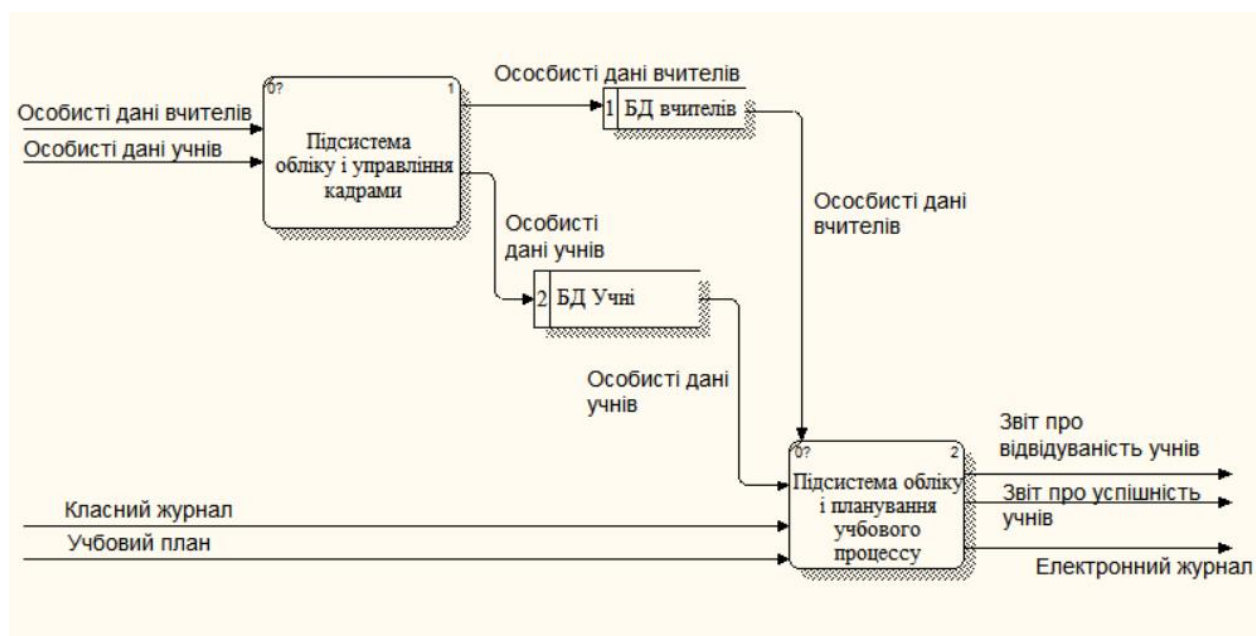 Особисті дані вчителів
Особисті дані учнів
0?
1
Підсистема
обліку і управління
кадрами
Ососбисті дані вчителів
1 БД вчителів
Ососбисті дані
вчителів
Особисті
дані учнів
2 БД Учні
Особисті дані
учнів
Класний журнал
Учбовий план
0?
2
Підсистема обліку
і планування
учбового
процессу
Звіт про
відвідуваність учнів
Звіт про успішність
учнів
Електронний журнал